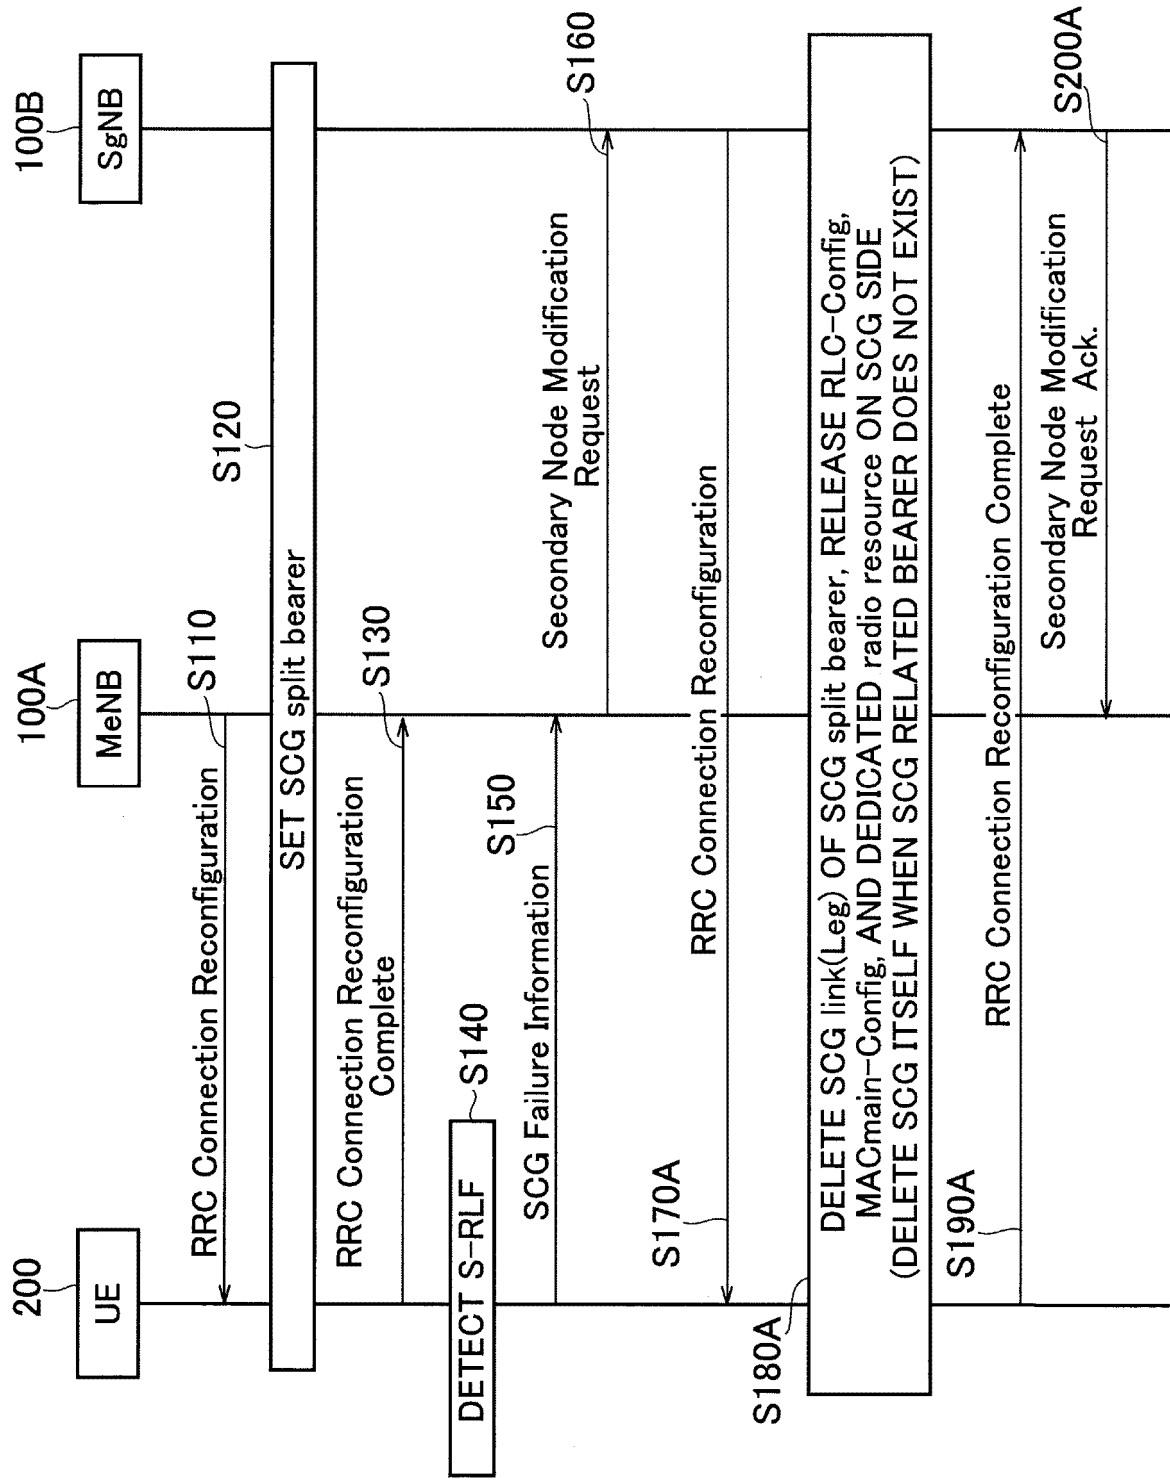 200
100A
100B
UE
MeNB
SgNB
RRC Connection Reconfiguration
S110
S120
SET SCG split bearer
RRC Connection Reconfiguration
Complete
S130
DETECT S-RLF
S140
SCG Failure Information
S150
Secondary Node Modification
Request
S160
S170A
RRC Connection Reconfiguration
S180A
DELETE SCG link(Leg) OF SCG split bearer, RELEASE RLC-Config,
MACmain-Config, AND DEDICATED radio resource ON SCG SIDE
(DELETE SCG ITSELF WHEN SCG RELATED BEARER DOES NOT EXIST)
S190A
RRC Connection Reconfiguration Complete
Secondary Node Modification
Request Ack.
S200A